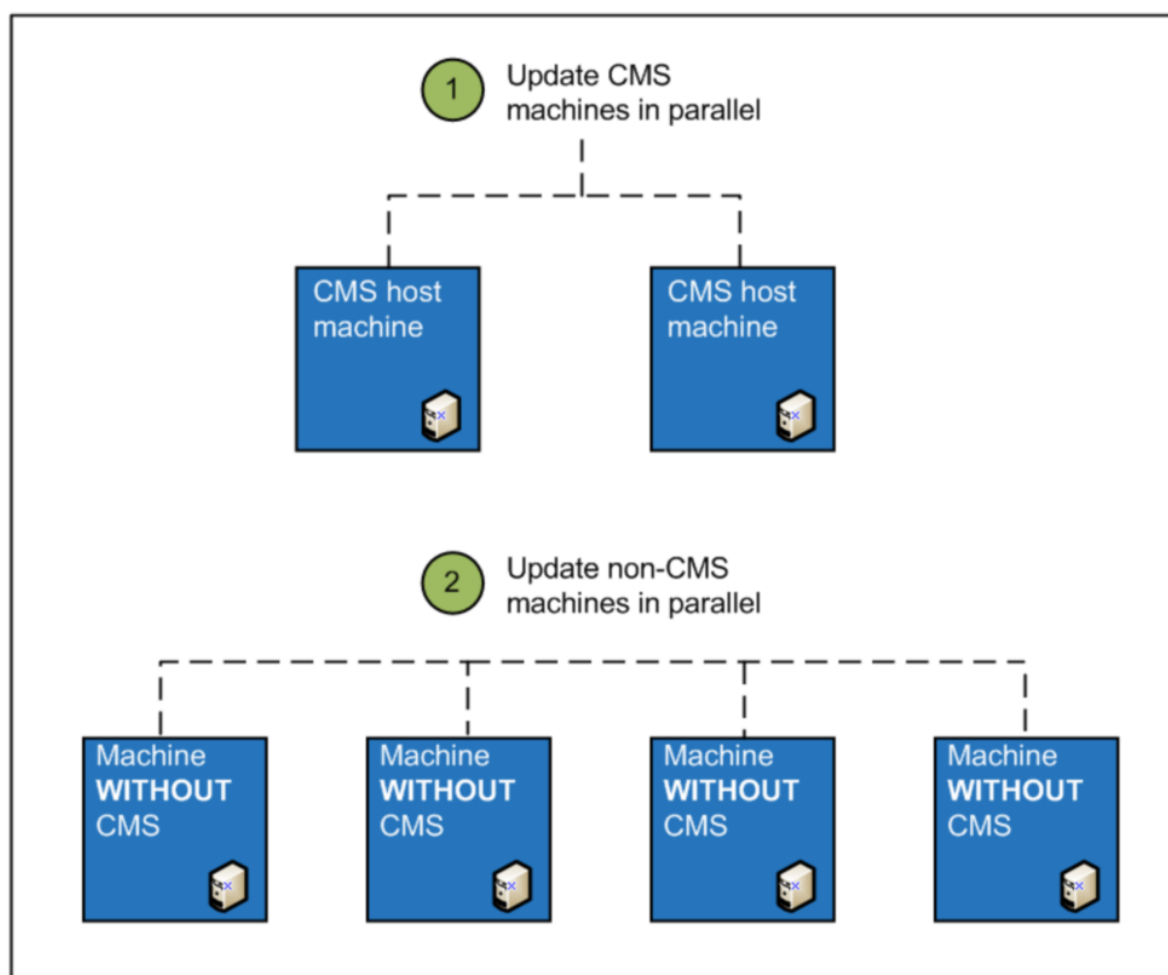 1
Update CMS
machines in parallel
CMS host
machine
CMS host
machine
2
Update non-CMS
machines in parallel
Machine
WITHOUT
CMS
Machine
WITHOUT
CMS
Machine
WITHOUT
CMS
Machine
WITHOUT
CMS